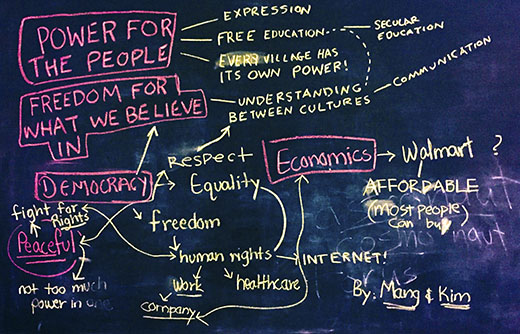 POWER FOR
THE PEOPLE
EXPRESSION
FREE EDUCATION
SECULAR
EDUCATION
EVERY VILLAGE HAS
ITS OWN POWER!
FREEDOM FOR
WHAT WE BELIEVE
IN
UNDERSTANDING
BETWEEN CULTURES
COMMUNICATION
RESPECT
DEMOCRACY
Equality
freedom
human rights
work
healthcare
company
INTERNET!
fight for
Rights
Peaceful
not too much
power in one
Economics
Walmart ?
AFFORDABLE
(most people)
can buy
By: Mang & Kim